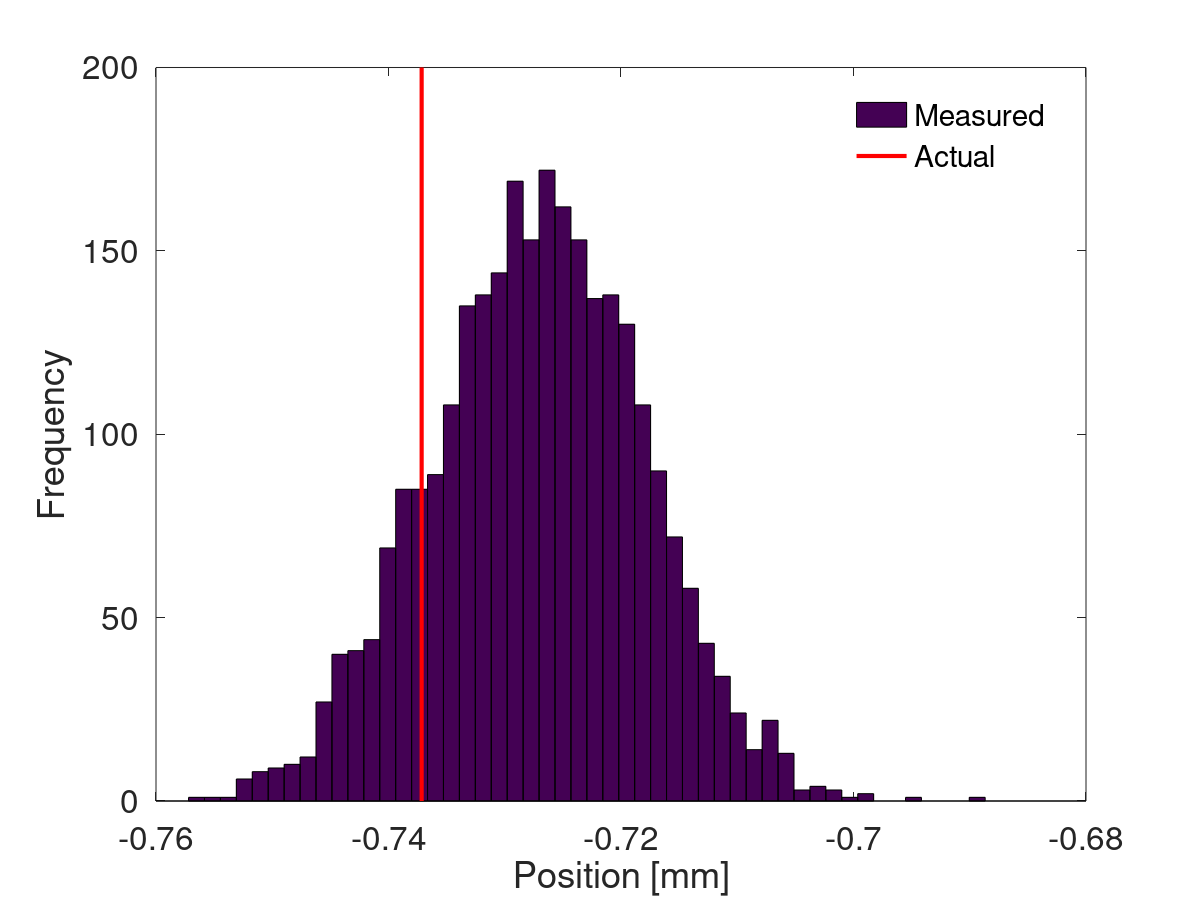 200
150
100
50
0
-0.76
-0.74
-0.72
-0.7
-0.68
Frequency
Position [mm]
Measured
Actual